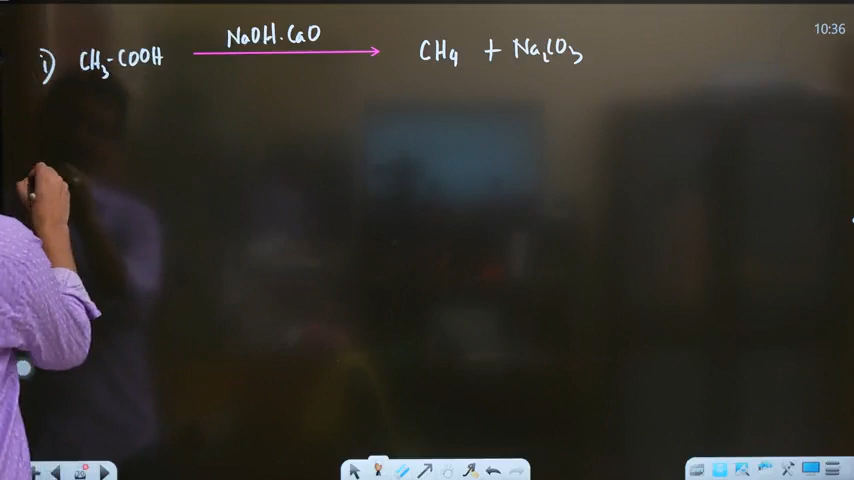 10:36
NaOH.CaO
i) CH₃-COOH → CH₄ + Na₂CO₃